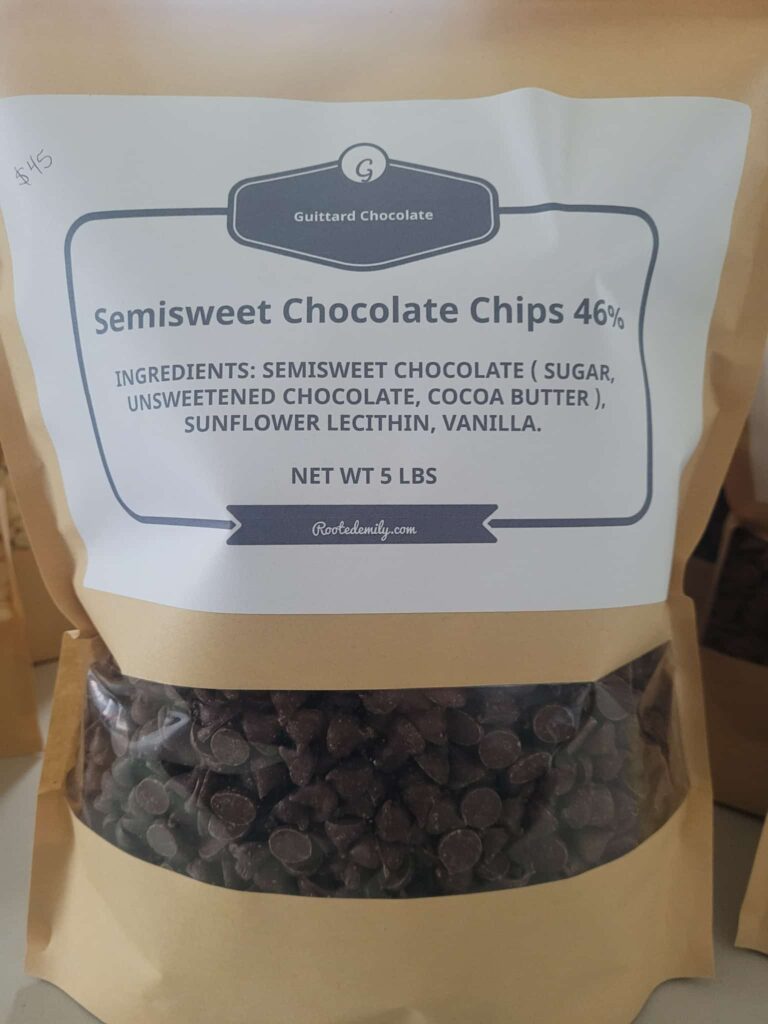 $45
G
Guittard Chocolate
Semisweet Chocolate Chips 46%
INGREDIENTS: SEMISWEET CHOCOLATE ( SUGAR,
UNSWEETENED CHOCOLATE, COCOA BUTTER ),
SUNFLOWER LECITHIN, VANILLA.
NET WT 5 LBS
Rootedemily.com